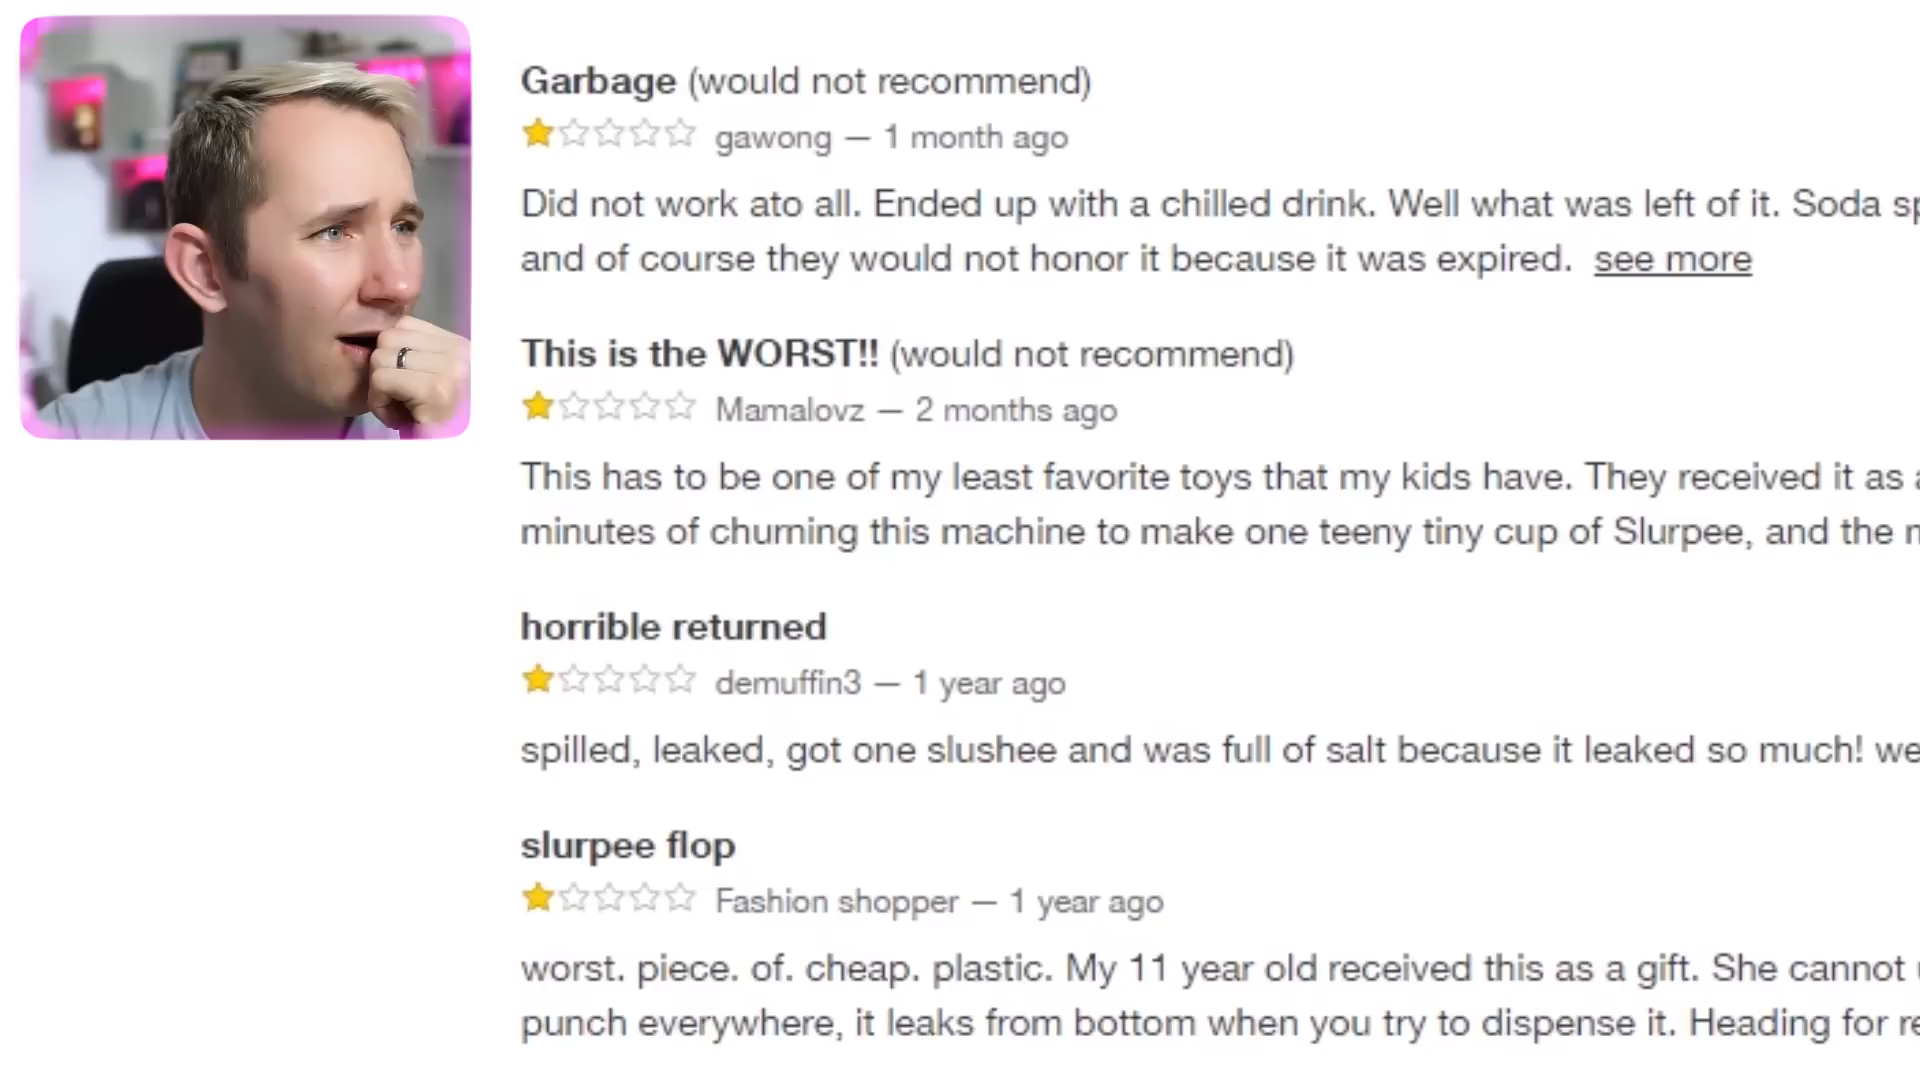 Garbage (would not recommend)
gawong — 1 month ago
Did not work ato all. Ended up with a chilled drink. Well what was left of it. Soda
and of course they would not honor it because it was expired. see more
This is the WORST!! (would not recommend)
Mamalovz — 2 months ago
This has to be one of my least favorite toys that my kids have. They received it as
minutes of churning this machine to make one teeny tiny cup of Slurpee, and the
horrible returned
demuffin3 — 1 year ago
spilled, leaked, got one slushee and was full of salt because it leaked so much! we
slurpee flop
Fashion shopper — 1 year ago
worst. piece. of. cheap. plastic. My 11 year old received this as a gift. She cannot
punch everywhere, it leaks from bottom when you try to dispense it. Heading for